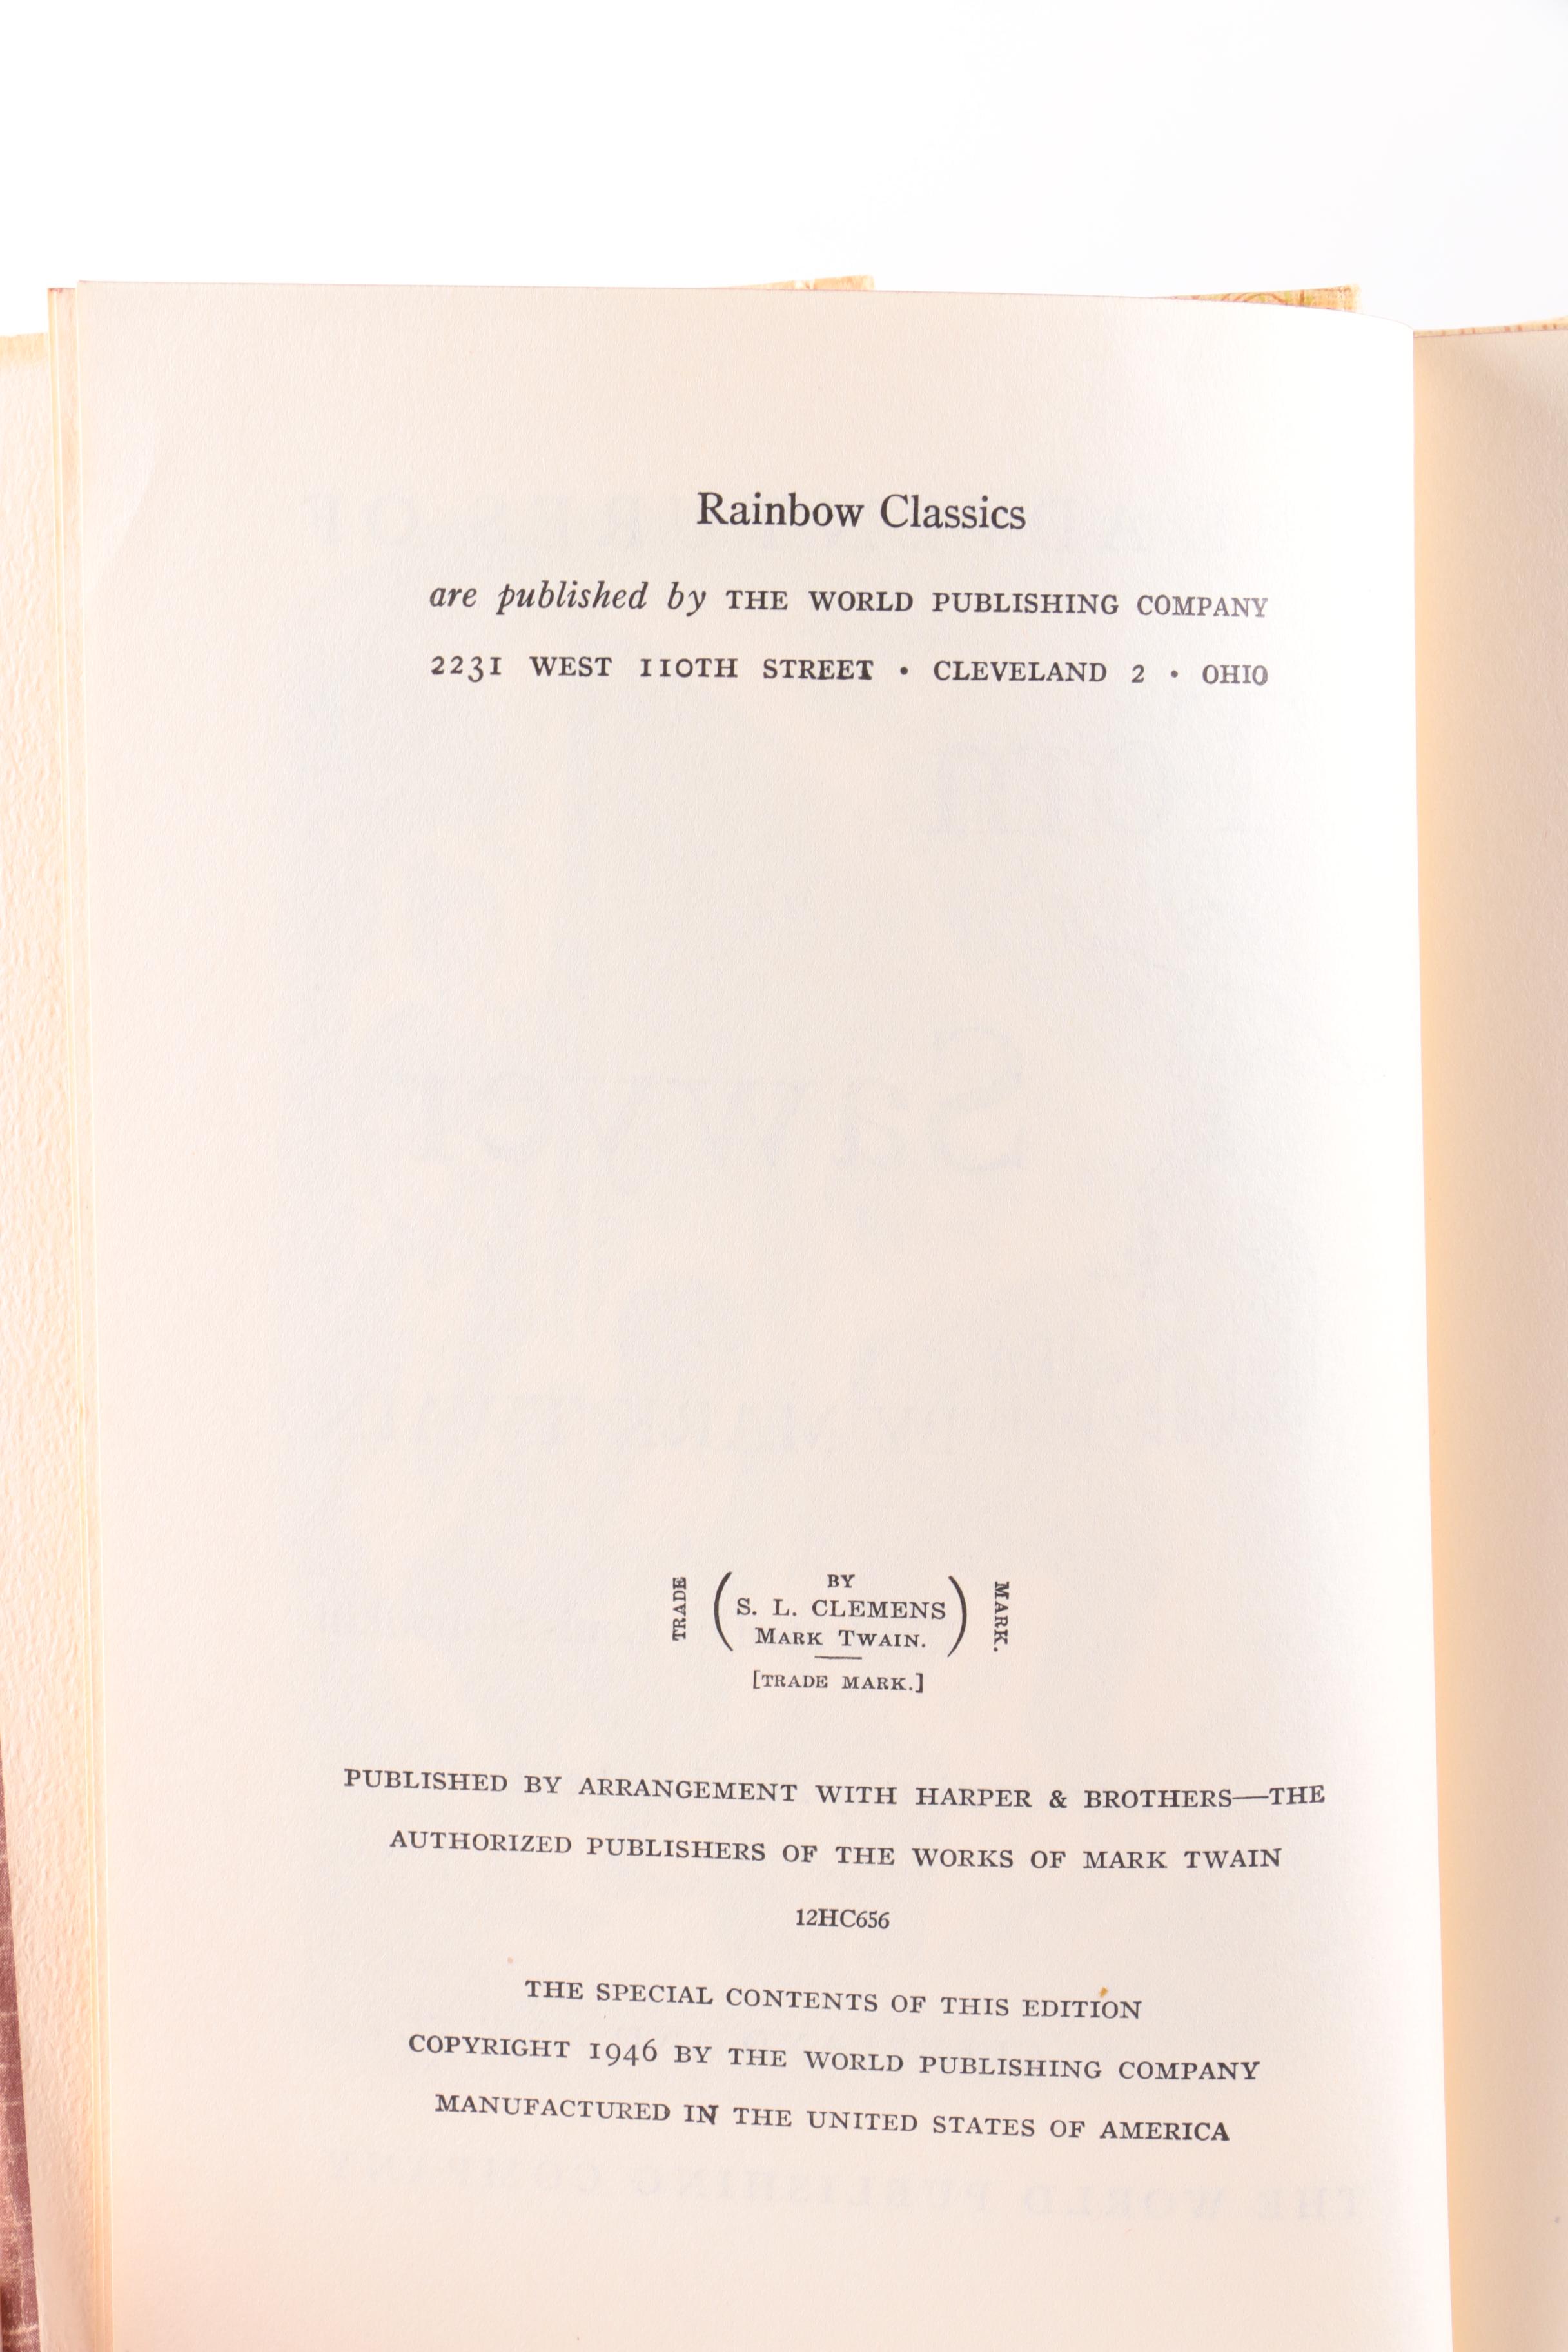 Rainbow Classics
are published by THE WORLD PUBLISHING COMPANY
2231 WEST 110TH STREET • CLEVELAND 2 • OHIO
TRADE
BY
S. L. CLEMENS
MARK TWAIN.
MARK.
[TRADE MARK.]
PUBLISHED BY ARRANGEMENT WITH HARPER & BROTHERS—THE
AUTHORIZED PUBLISHERS OF THE WORKS OF MARK TWAIN
12HC656
THE SPECIAL CONTENTS OF THIS EDITION
COPYRIGHT 1946 BY THE WORLD PUBLISHING COMPANY
MANUFACTURED IN THE UNITED STATES OF AMERICA